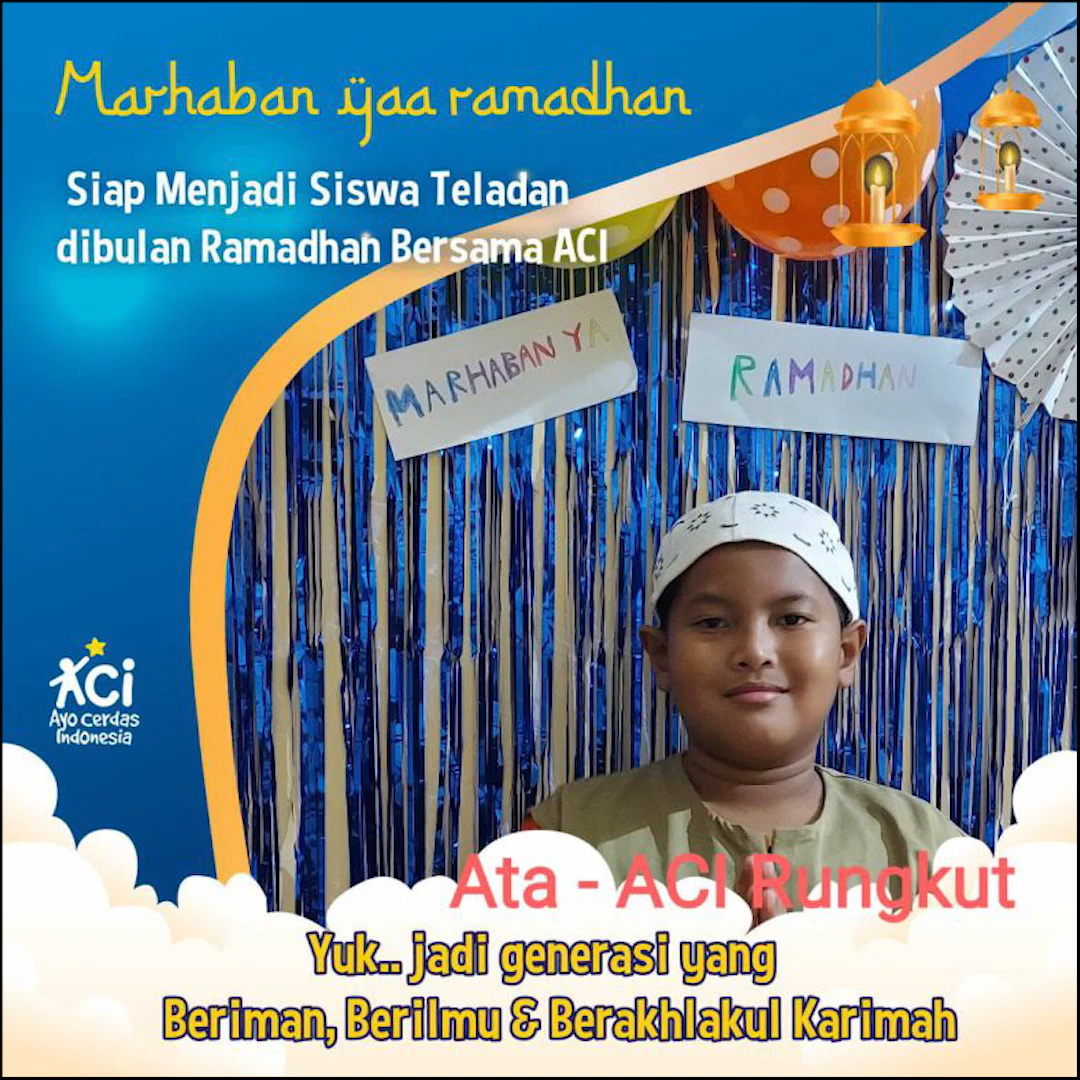 Marhaban yaa ramadhan
Siap Menjadi Siswa Teladan
dibulan Ramadhan Bersama ACI
MARHABAN YA
RAMADHAN
ACi
Ayo cerdas
Indonesia
Ata - ACI Rungkut
Yuk.. jadi generasi yang
Beriman, Berilmu & Berakhlakul Karimah